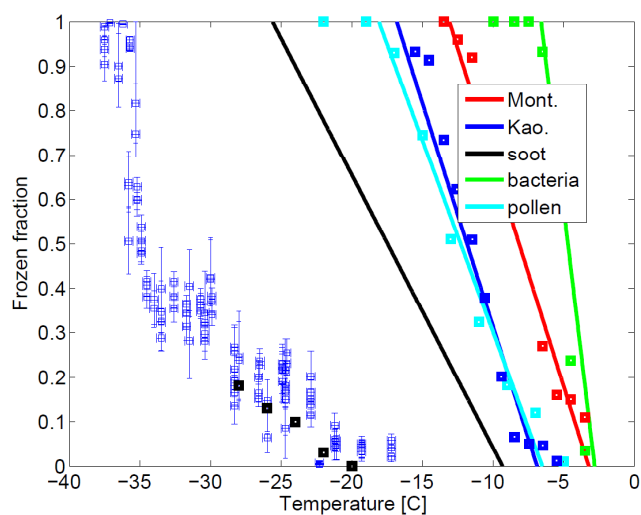 Frozen fraction
1
0.9
0.8
0.7
0.6
0.5
0.4
0.3
0.2
0.1
0
Mont.
Kao.
soot
bacteria
pollen
−40 −35 −30 −25 −20 −15 −10 −5 0
Temperature [C]